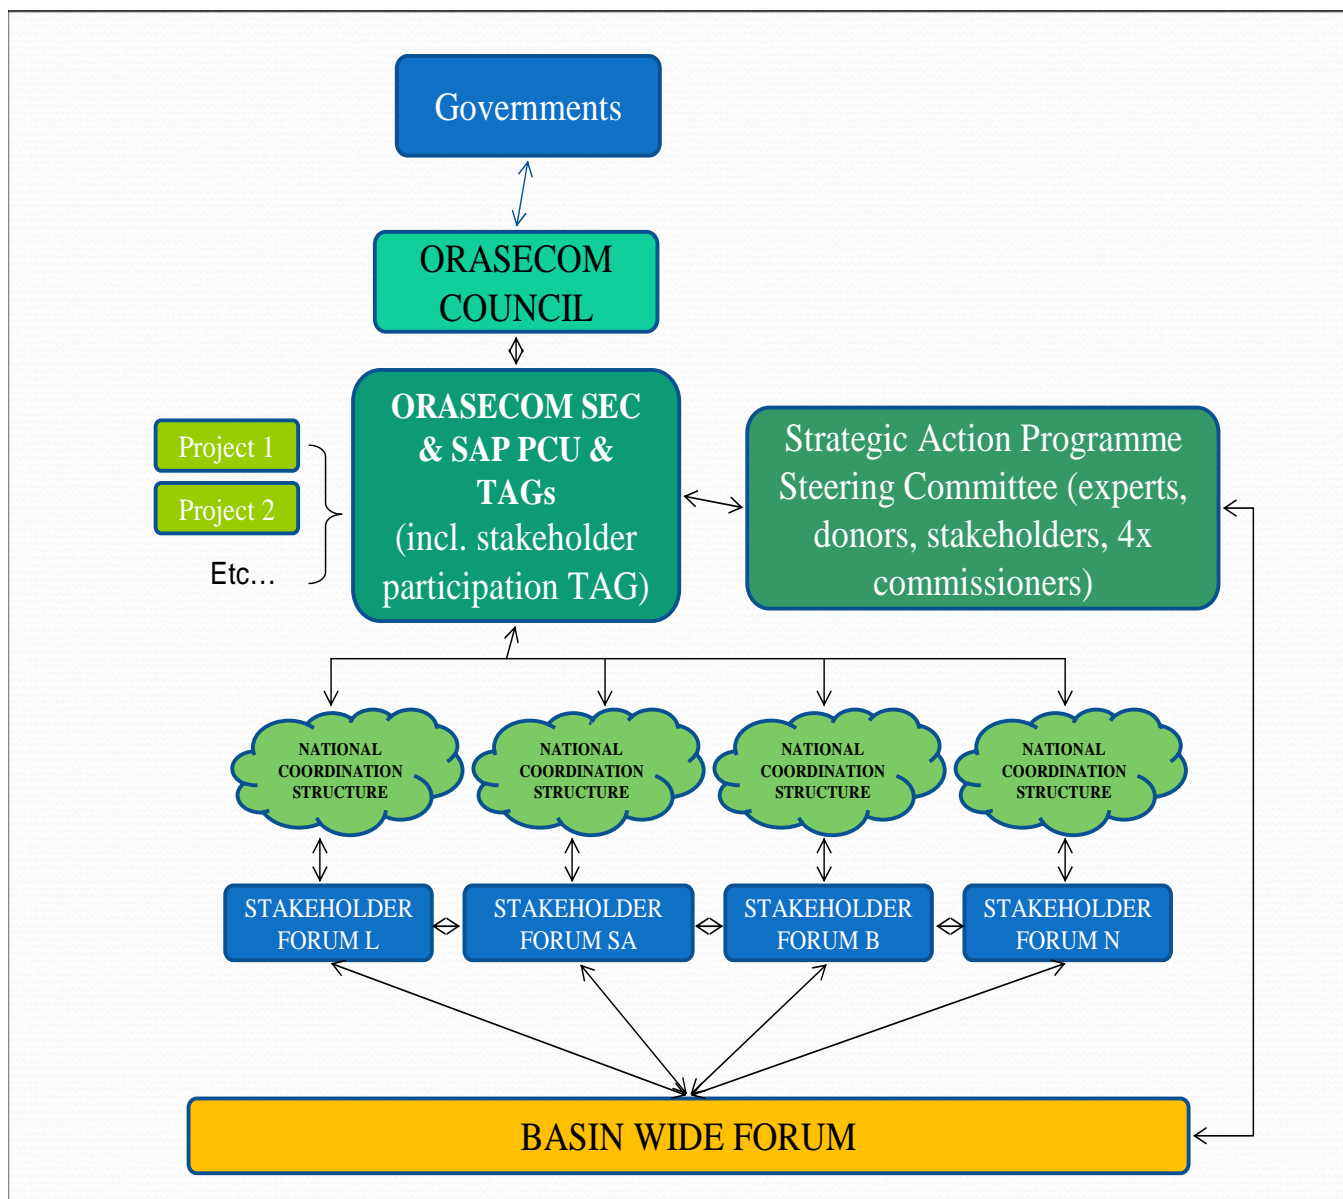 Governments
ORASECOM
COUNCIL
ORASECOM SEC
& SAP PCU &
TAGs
(incl. stakeholder
participation TAG)
Project 1
Project 2
Etc…
Strategic Action Programme
Steering Committee (experts,
donors, stakeholders, 4x
commissioners)
NATIONAL
COORDINATION
STRUCTURE
NATIONAL
COORDINATION
STRUCTURE
NATIONAL
COORDINATION
STRUCTURE
NATIONAL
COORDINATION
STRUCTURE
STAKEHOLDER
FORUM L
STAKEHOLDER
FORUM SA
STAKEHOLDER
FORUM B
STAKEHOLDER
FORUM N
BASIN WIDE FORUM